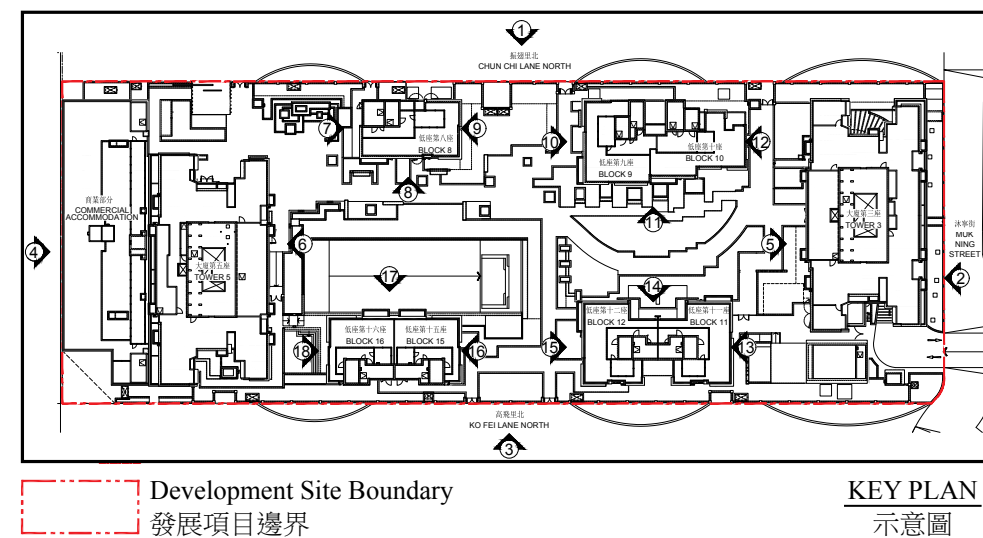 1
振翅里北
CHUN CHI LANE NORTH
7
低座第八座
BLOCK 8
9
10
低座第九座
BLOCK 9
低座第十座
BLOCK 10
12
8
11
商業部分
COMMERCIAL
ACCOMMODATION
4
大廈第五座
TOWER 5
6
17
5
大廈第三座
TOWER 3
沐寧街
MUK
NING
STREET
2
14
18
低座第十六座
BLOCK 16
低座第十五座
BLOCK 15
16
15
低座第十二座
BLOCK 12
低座第十一座
BLOCK 11
13
高飛里北
KO FEI LANE NORTH
3
Development Site Boundary
發展項目邊界
KEY PLAN
示意圖